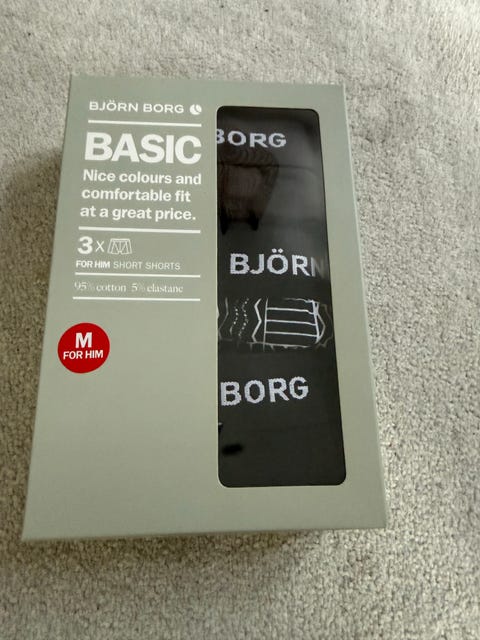 BJÖRN BORG
BASIC
Nice colours and
comfortable fit
at a great price.
3x
FOR HIM SHORT SHORTS
95% cotton 5% elastane
M
FOR HIM
BORG
BJÖRN
BORG